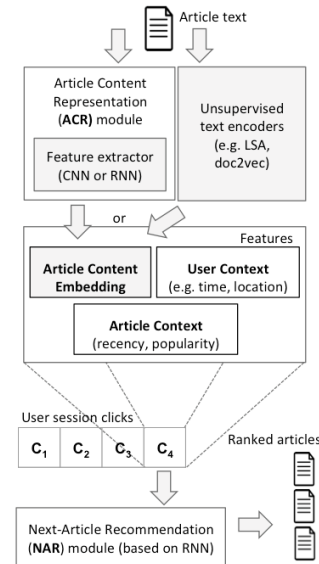 Article text
Article Content
Representation
(ACR) module
Feature extractor
(CNN or RNN)
Unsupervised
text encoders
(e.g. LSA,
doc2vec)
or
Features
Article Content
Embedding
User Context
(e.g. time, location)
Article Context
(recency, popularity)
User session clicks
C1 C2 C3 C4
Ranked articles
Next-Article Recommendation
(NAR) module (based on RNN)